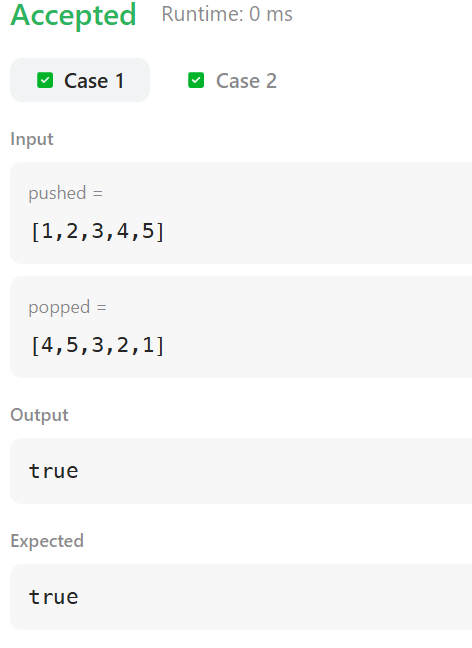 Accepted Runtime: 0 ms
Case 1 Case 2
Input
pushed =
[1,2,3,4,5]
popped =
[4,5,3,2,1]
Output
true
Expected
true